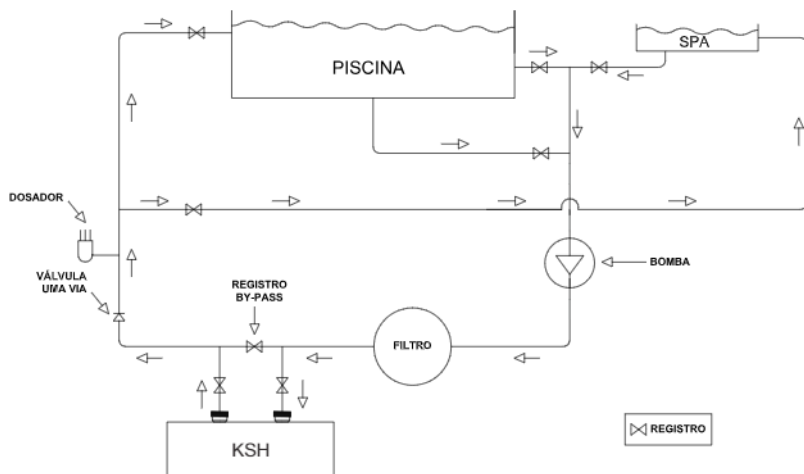 SPA
PISCINA
DOSADOR
VÁLVULA
UMA VIA
REGISTRO
BY-PASS
BOMBA
FILTRO
REGISTRO
KSH